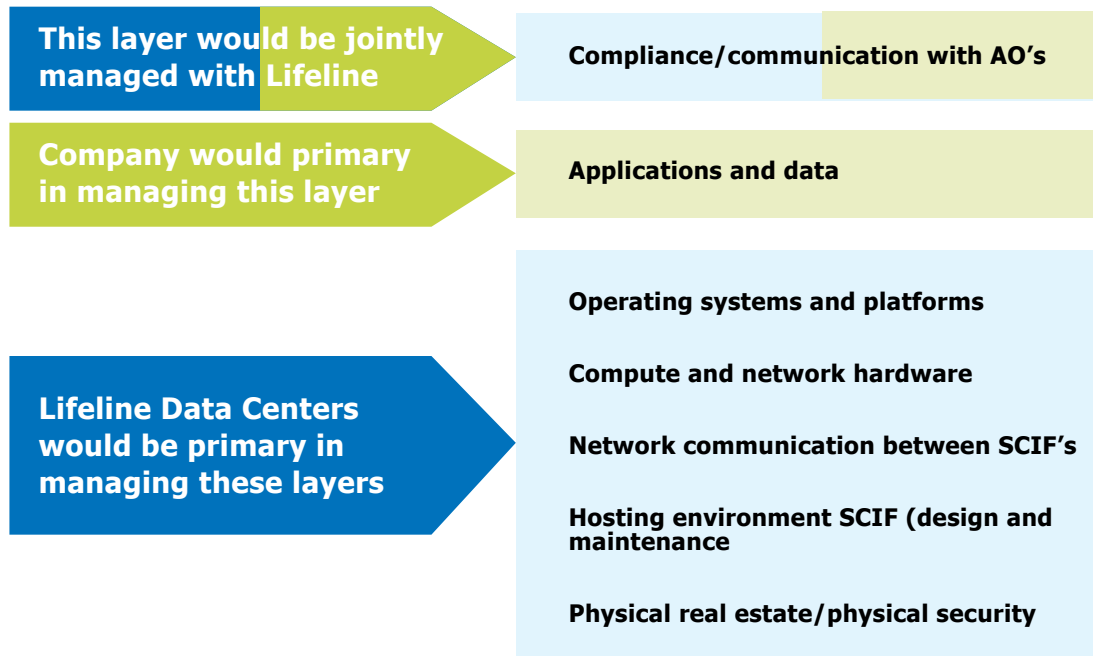 This layer would be jointly
managed with Lifeline
Compliance/communication with AO’s
Company would primary
in managing this layer
Applications and data
Lifeline Data Centers
would be primary in
managing these layers
Operating systems and platforms
Compute and network hardware
Network communication between SCIF’s
Hosting environment SCIF (design and
maintenance
Physical real estate/physical security